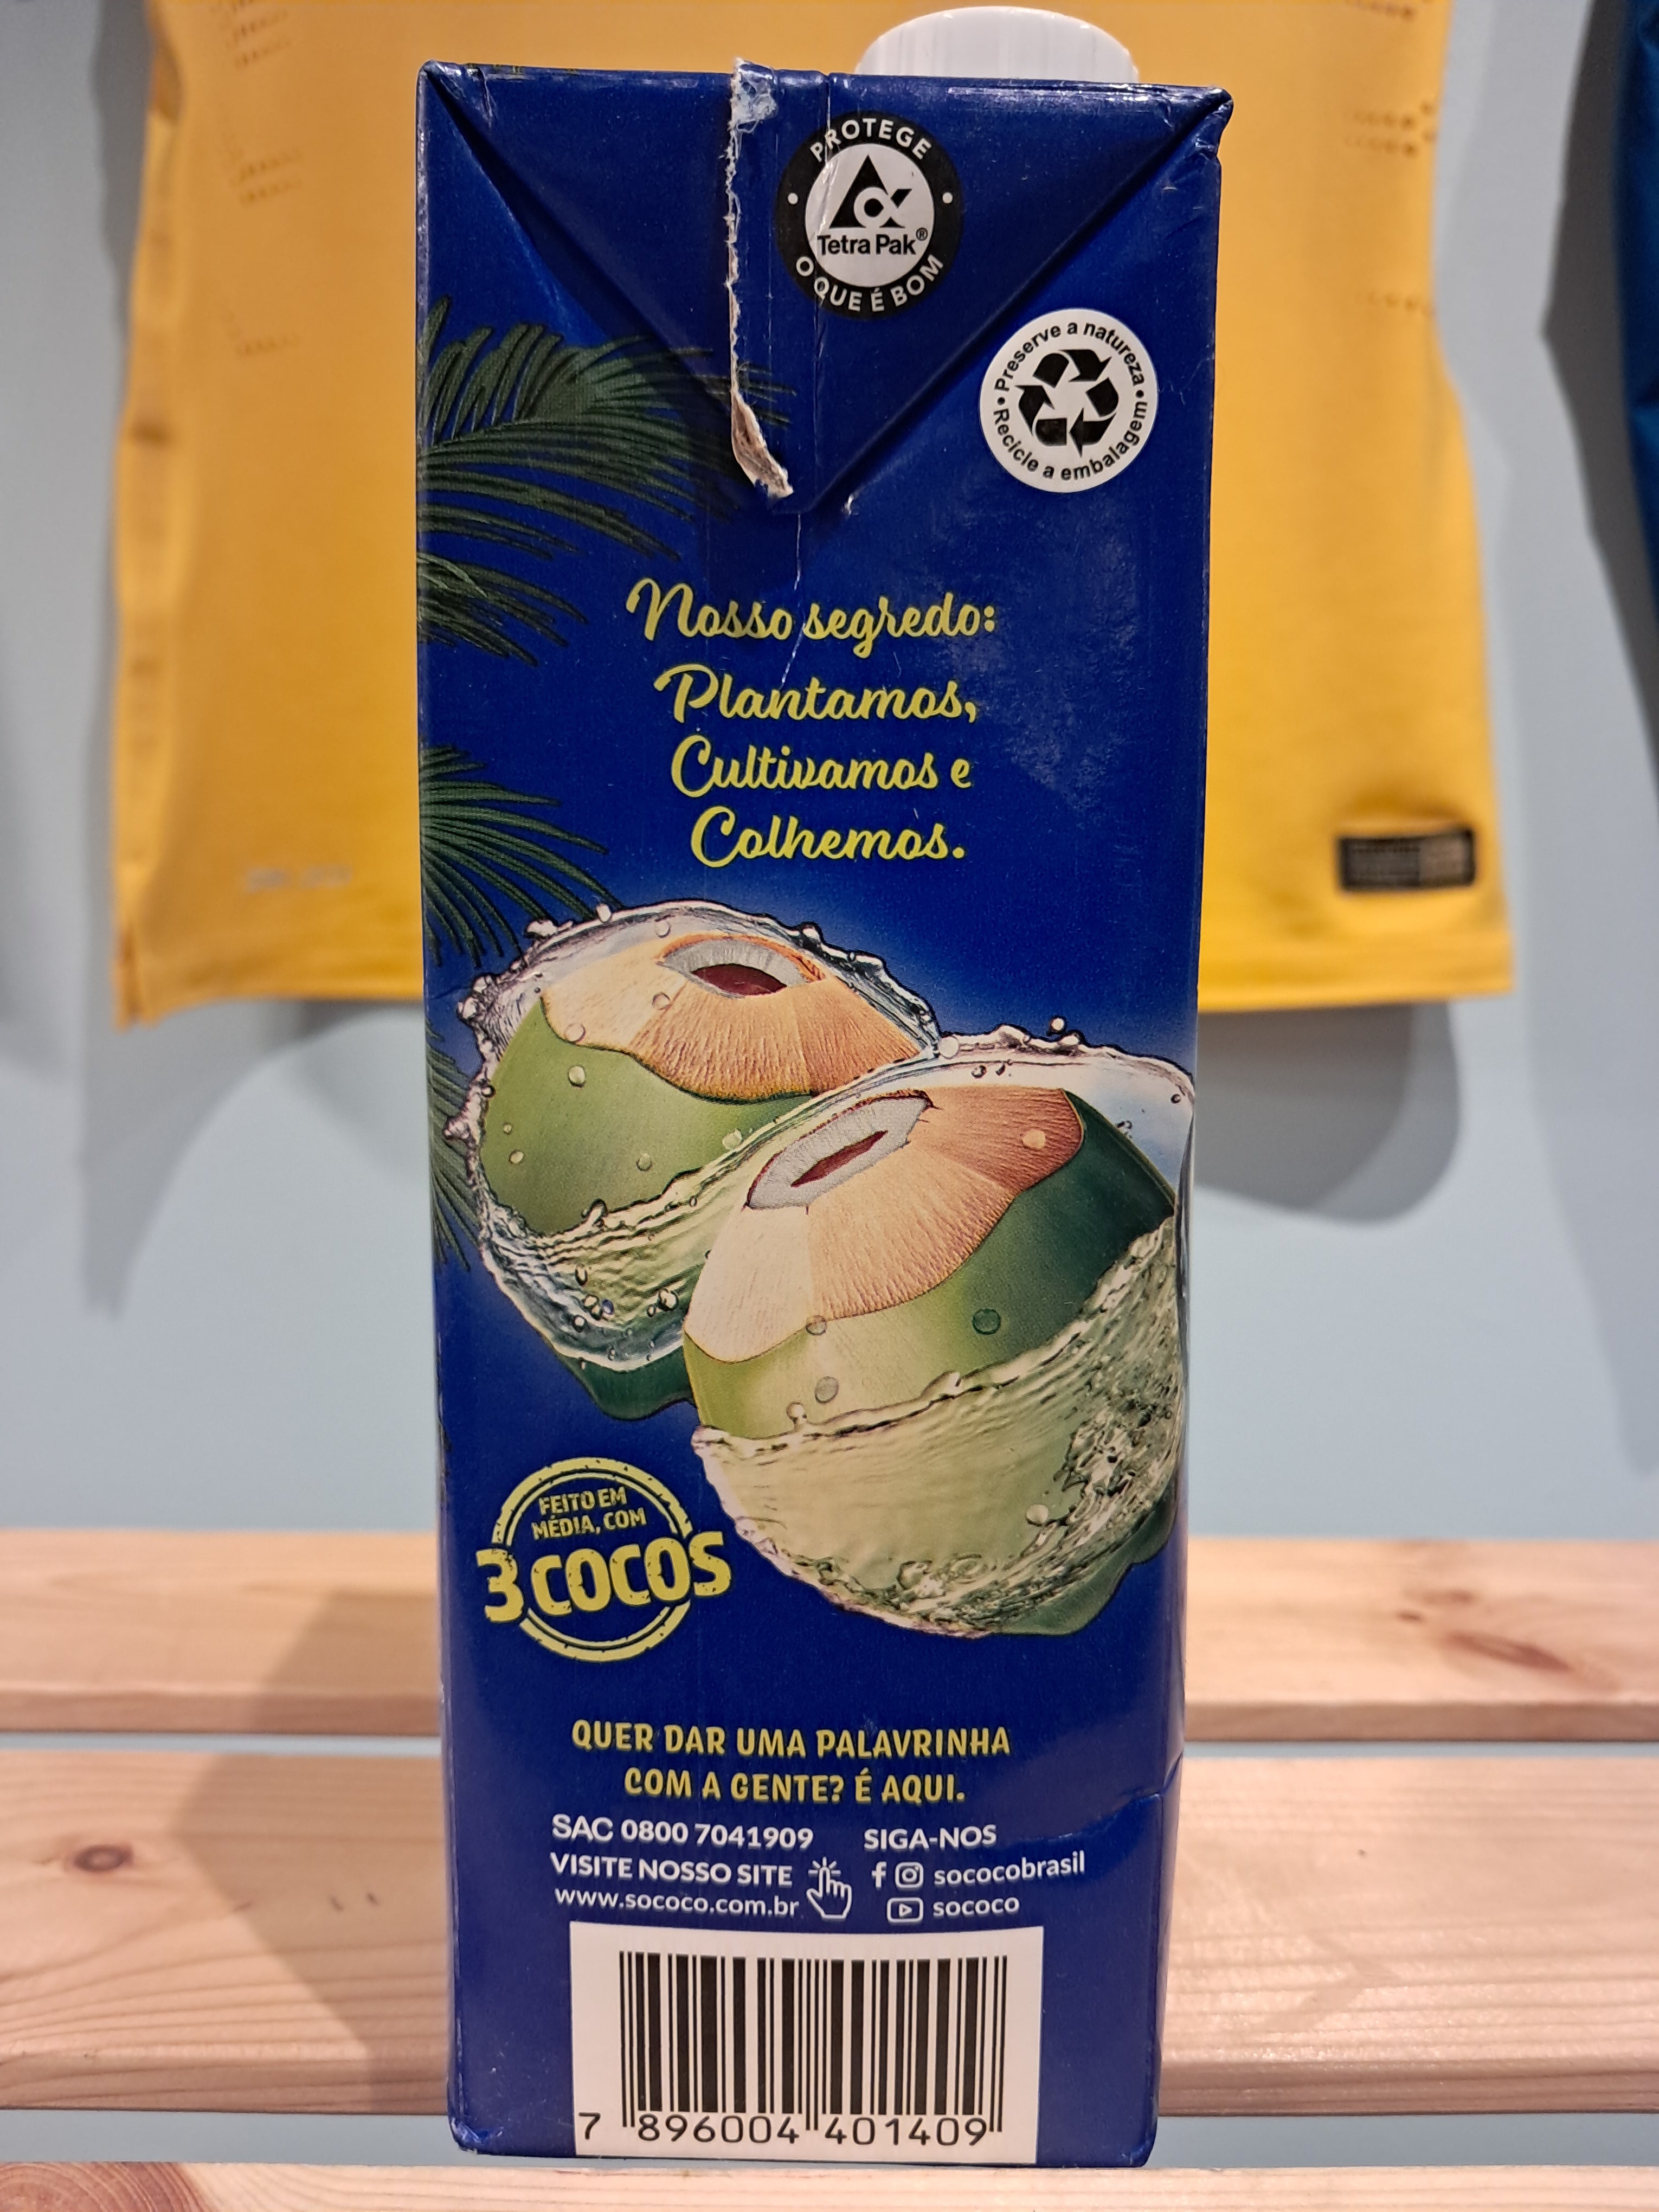 PROTEGE
Tetra Pak®
O QUE É BOM
Preserve a natureza
Recicle a embalagem
Nosso segredo:
Plantamos,
Cultivamos e
Colhemos.
FEITO EM
MÉDIA, COM
3 COCOS
QUER DAR UMA PALAVRINHA
COM A GENTE? É AQUI.
SAC 0800 7041909
VISITE NOSSO SITE
www.sococo.com.br
SIGA-NOS
sococobrasil
sococo
7 896004 401409